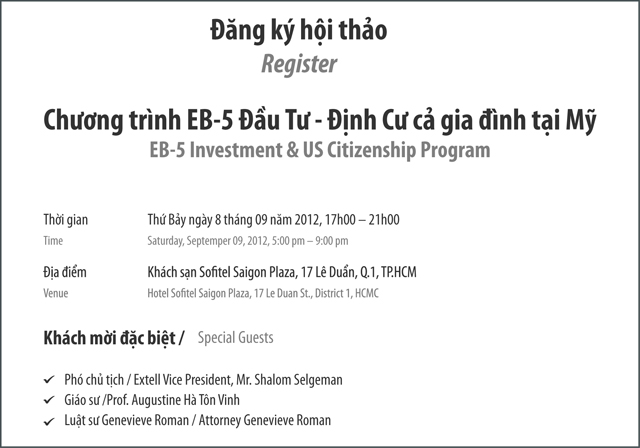 Đăng ký hội thảo
Register
Chương trình EB-5 Đầu Tư - Định Cư cả gia đình tại Mỹ
EB-5 Investment & US Citizenship Program
Thời gian Thứ Bảy ngày 8 tháng 09 năm 2012, 17h00 – 21h00
Time Saturday, Septemper 09, 2012, 5:00 pm – 9:00 pm
Địa điểm Khách sạn Sofitel Saigon Plaza, 17 Lê Duẩn, Q.1, TP.HCM
Venue Hotel Sofitel Saigon Plaza, 17 Le Duan St., District 1, HCMC
Khách mời đặc biệt / Special Guests
✓ Phó chủ tịch / Extell Vice President, Mr. Shalom Selgeman
✓ Giáo sư /Prof. Augustine Hà Tôn Vinh
✓ Luật sư Genevieve Roman / Attorney Genevieve Roman